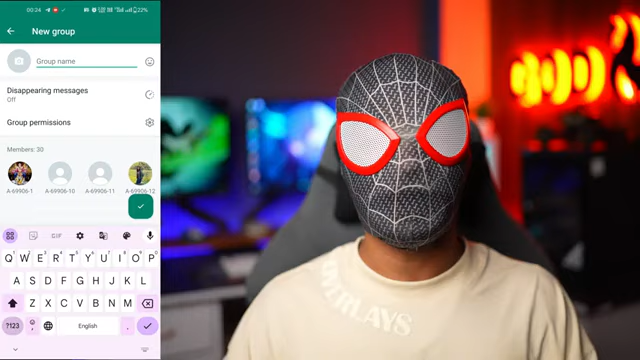 00:24 22%
New group
Group name
Disappearing messages
Off
Group permissions
Members: 30
A-69906-1 A-69906-10 A-69906-11 A-69906-12
GIF
Q W E R T Y U I O P
A S D F G H J K L
Z X C V B N M
?123 English .
OVERLAYS